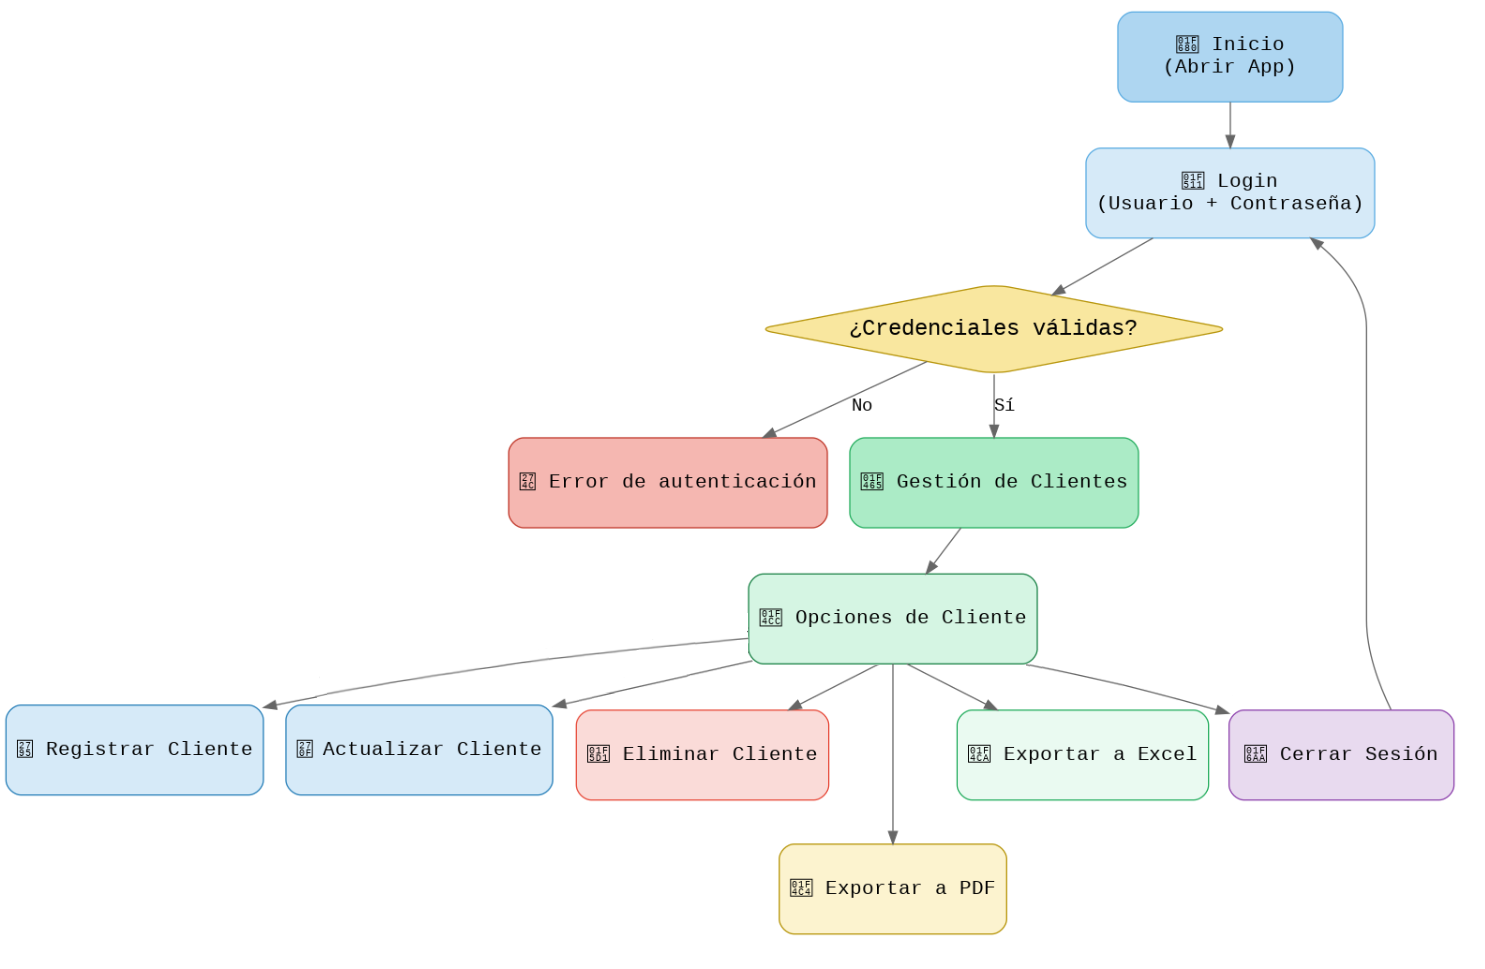 🚀 Inicio
(Abrir App)
🔑 Login
(Usuario + Contraseña)
¿Credenciales válidas?
No
Sí
❌ Error de autenticación
👥 Gestión de Clientes
📌 Opciones de Cliente
➕ Registrar Cliente
✏ Actualizar Cliente
🗑 Eliminar Cliente
📊 Exportar a Excel
🚪 Cerrar Sesión
📄 Exportar a PDF